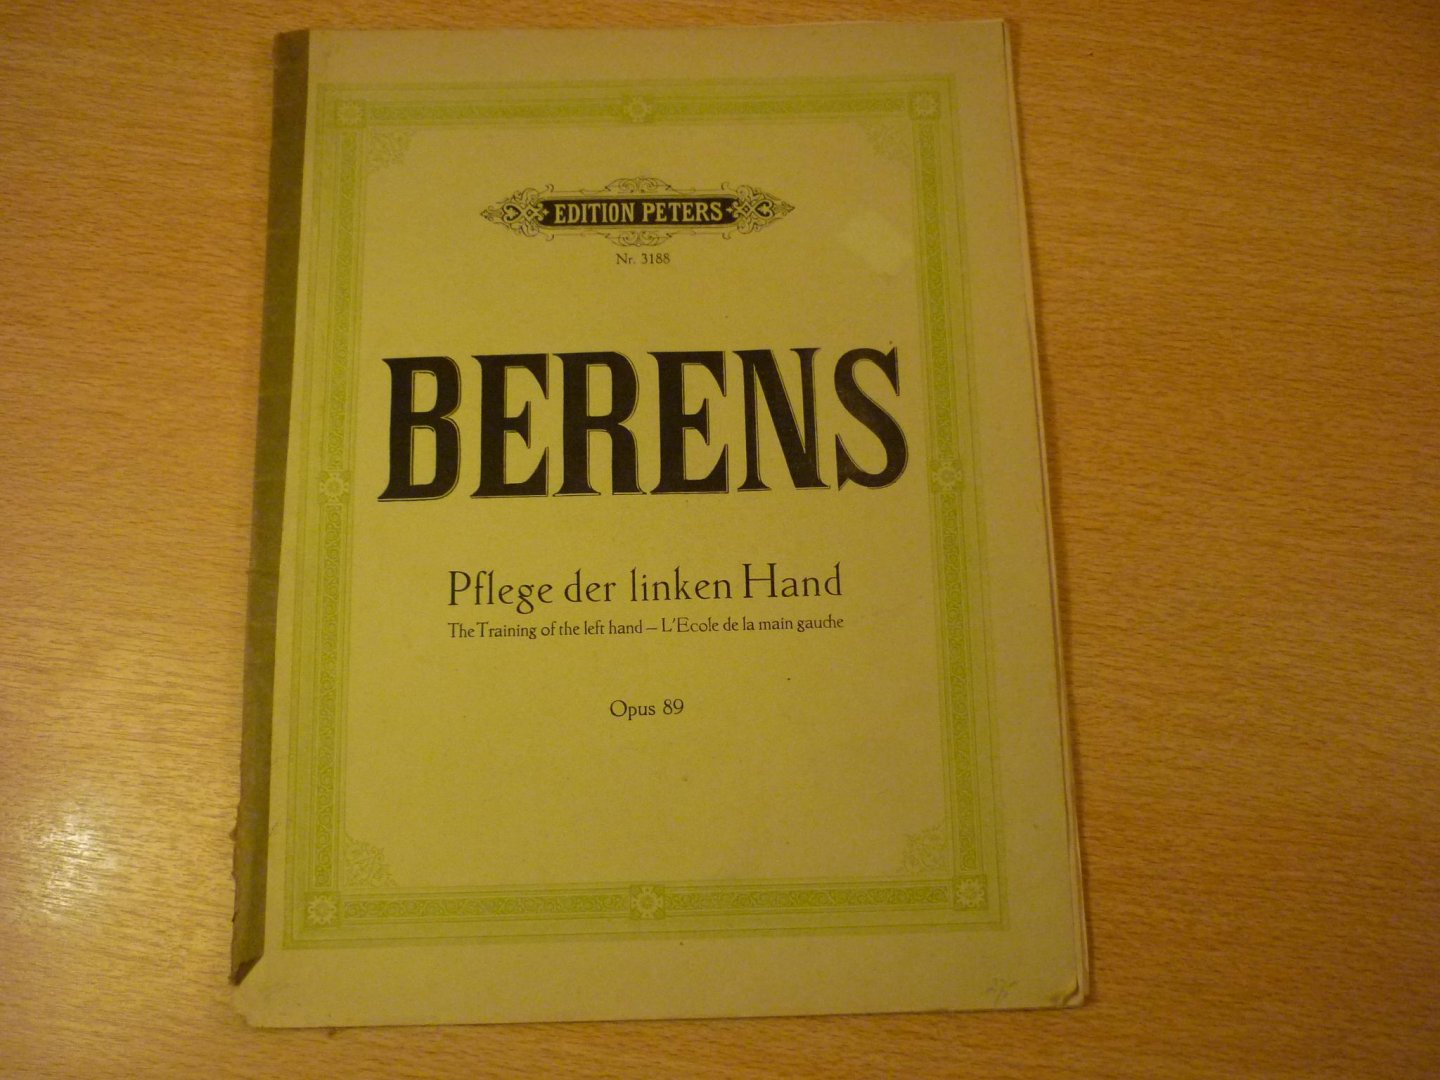 EDITION PETERS
Nr. 3188
BERENS
Pflege der linken Hand
The Training of the left hand – L'Ecole de la main gauche
Opus 89